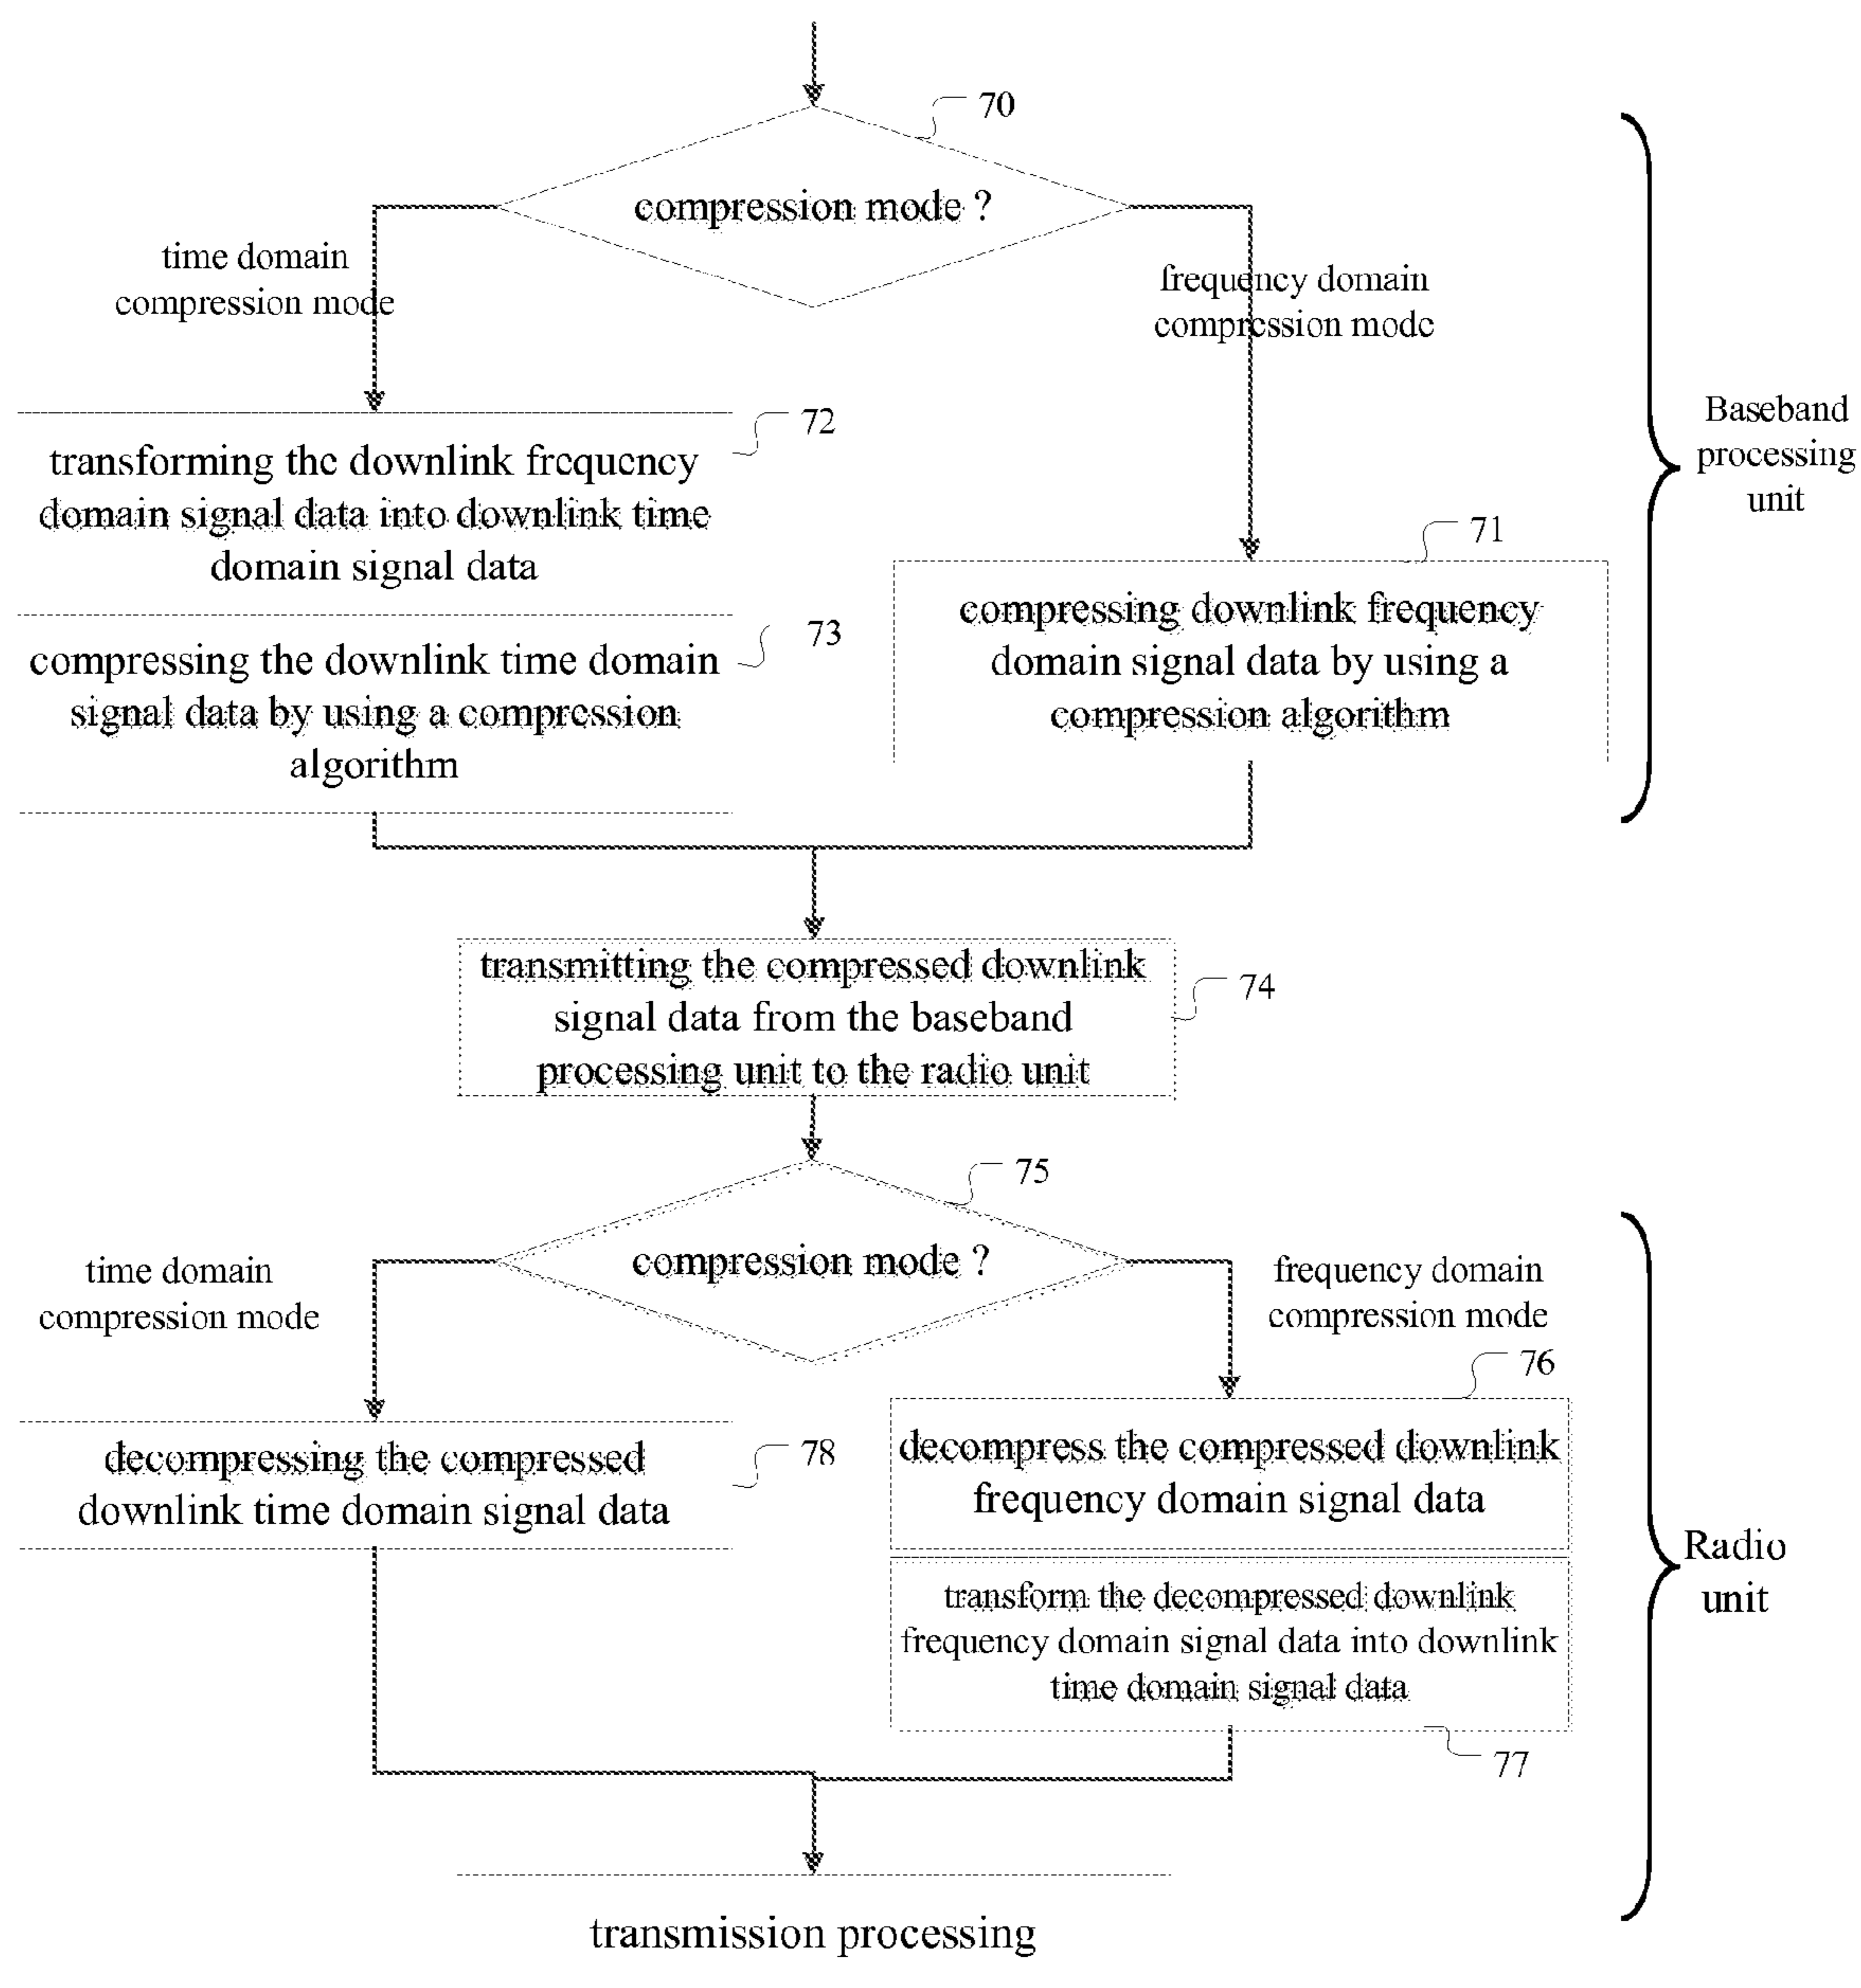 70
compression mode ?
time domain
compression mode
frequency domain
compression mode
Baseband
processing
unit
72
transforming the downlink frequency
domain signal data into downlink time
domain signal data
71
compressing downlink frequency
domain signal data by using a
compression algorithm
73
compressing the downlink time domain
signal data by using a compression
algorithm
transmitting the compressed downlink
signal data from the baseband
processing unit to the radio unit
74
75
compression mode ?
time domain
compression mode
frequency domain
compression mode
76
decompressing the compressed
downlink time domain signal data
78
decompress the compressed downlink
frequency domain signal data
Radio
unit
transform the decompressed downlink
frequency domain signal data into downlink
time domain signal data
77
transmission processing